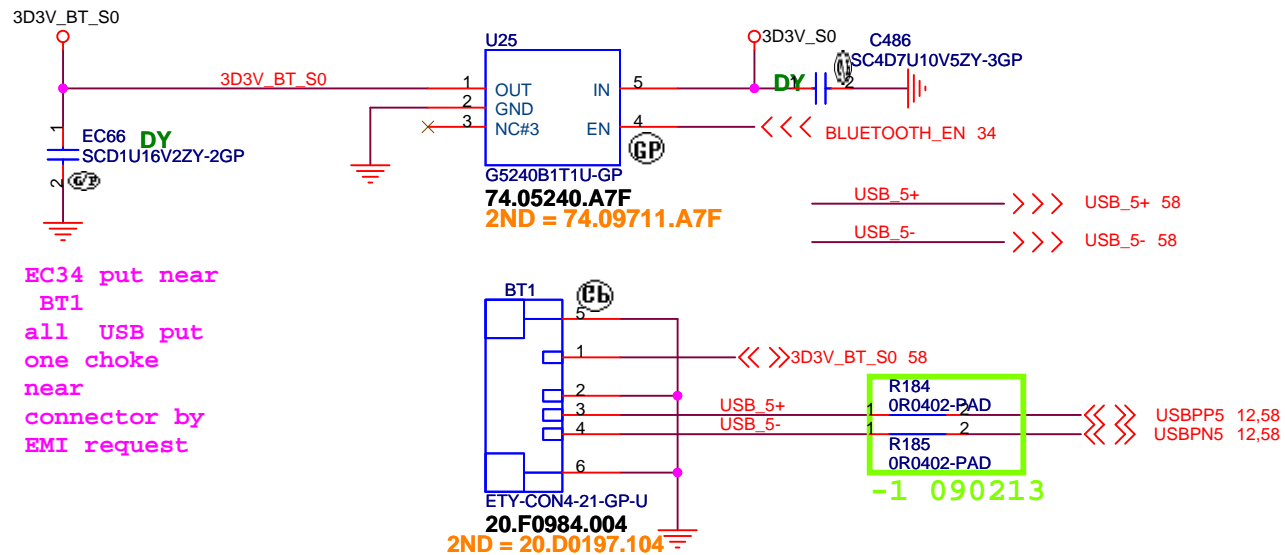 3D3V_BT_S0
3D3V_BT_S0
1
EC66
DY
SCD1U16V2ZY-2GP
2
G/P
U25
1
OUT
IN
5
2
GND
3
NC#3
EN
4
GP
G5240B1T1U-GP
74.05240.A7F
2ND = 74.09711.A7F
3D3V_S0
C486
SC4D7U10V5ZY-3GP
DY
1
2
BLUETOOTH_EN 34
USB_5+
USB_5+ 58
USB_5-
USB_5- 58
EC34 put near
BT1
all USB put
one choke
near
connector by
EMI request
BT1
5
1
3D3V_BT_S0 58
2
3
USB_5+
4
USB_5-
6
ETY-CON4-21-GP-U
20.F0984.004
2ND = 20.D0197.104
R184
0R0402-PAD
1
2
USBPP5 12,58
1
2
USBPN5 12,58
R185
0R0402-PAD
-1 090213